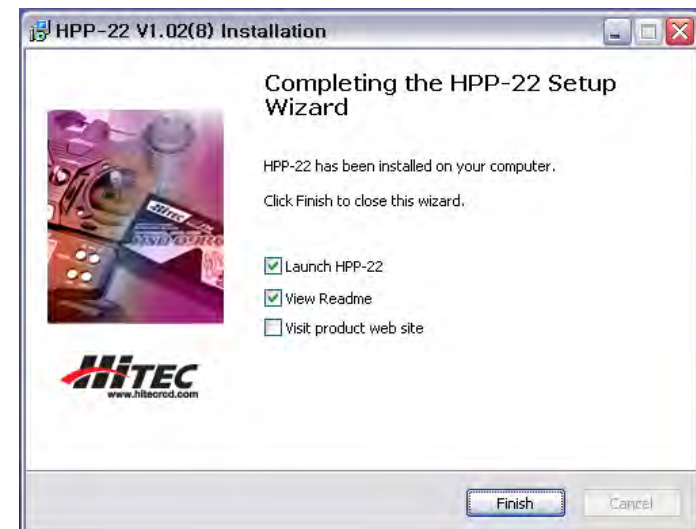 HPP-22 V1.02(8) Installation
Completing the HPP-22 Setup
Wizard
HPP-22 has been installed on your computer.
Click Finish to close this wizard.
Launch HPP-22
View Readme
Visit product web site
HiTEC
HiTEC
www.hitecrcd.com
Finish
Cancel